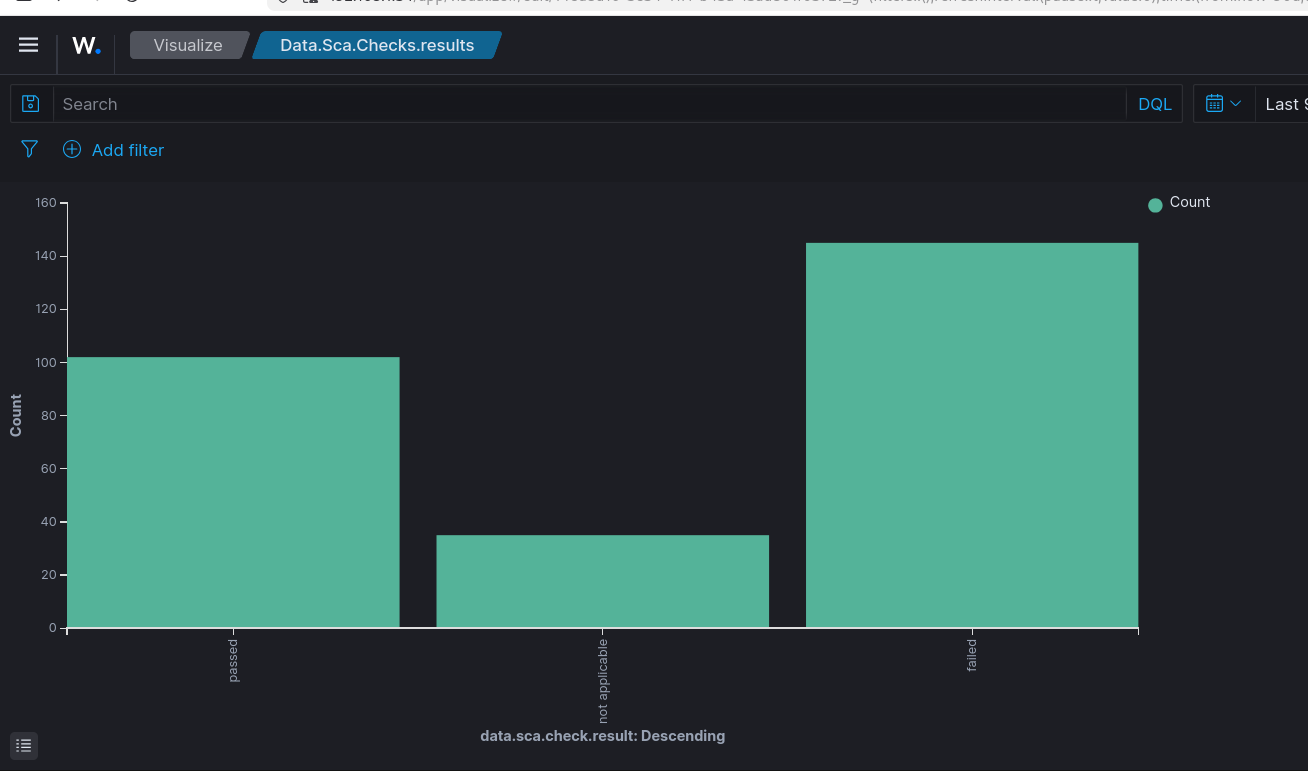 W.
Visualize
Data.Sca.Checks.results
Search
DQL
Last
Add filter
160
140
120
100
80
60
40
20
0
Count
Count
passed
not applicable
failed
data.sca.check.result: Descending